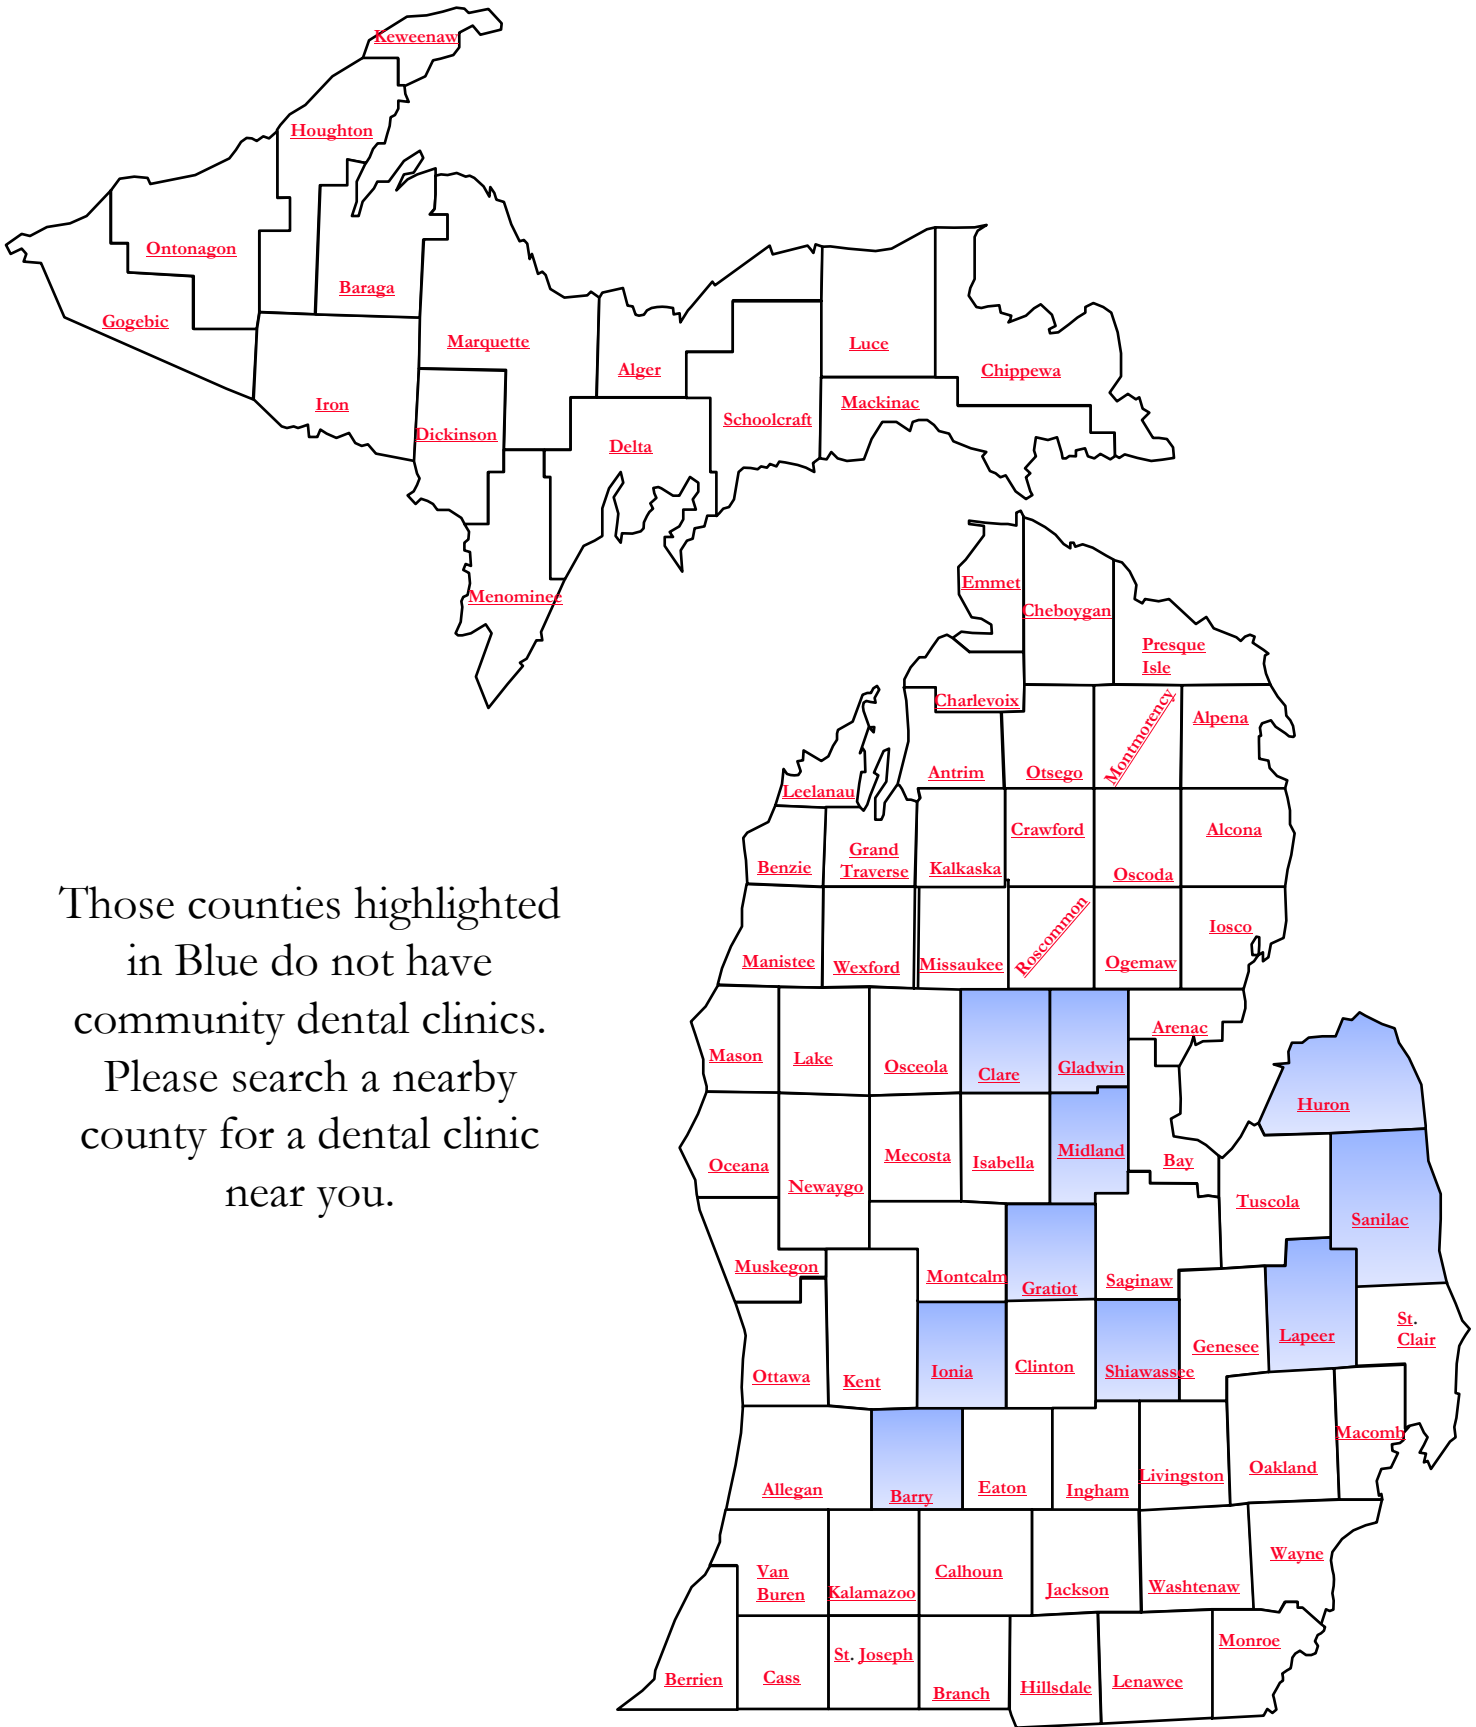 Keweenaw
Houghton
Ontonagon
Baraga
Gogebic
Marquette
Luce
Alger
Chippewa
Iron
Mackinac
Dickinson
Schoolcraft
Delta
Emmet
Menominee
Cheboygan
Presque
Isle
Charlevoix
Montmorency
Alpena
Antrim
Otsego
Leelanau
Crawford
Alcona
Grand
Traverse
Benzie
Kalkaska
Oscoda
Those counties highlighted
in Blue do not have
community dental clinics.
Please search a nearby
county for a dental clinic
near you.
Roscommon
Iosco
Manistee
Wexford
Missaukee
Ogemaw
Arenac
Mason
Lake
Osceola
Clare
Gladwin
Huron
Oceana
Newaygo
Mecosta
Isabella
Midland
Bay
Tuscola
Sanilac
Muskegon
Montcalm
Gratiot
Saginaw
Ottawa
Kent
Ionia
Clinton
Shiawassee
Genesee
Lapeer
St.
Clair
Allegan
Barry
Eaton
Ingham
Livingston
Oakland
Macomb
Van
Buren
Kalamazoo
Calhoun
Jackson
Washtenaw
Wayne
Berrien
Cass
St. Joseph
Branch
Hillsdale
Lenawee
Monroe